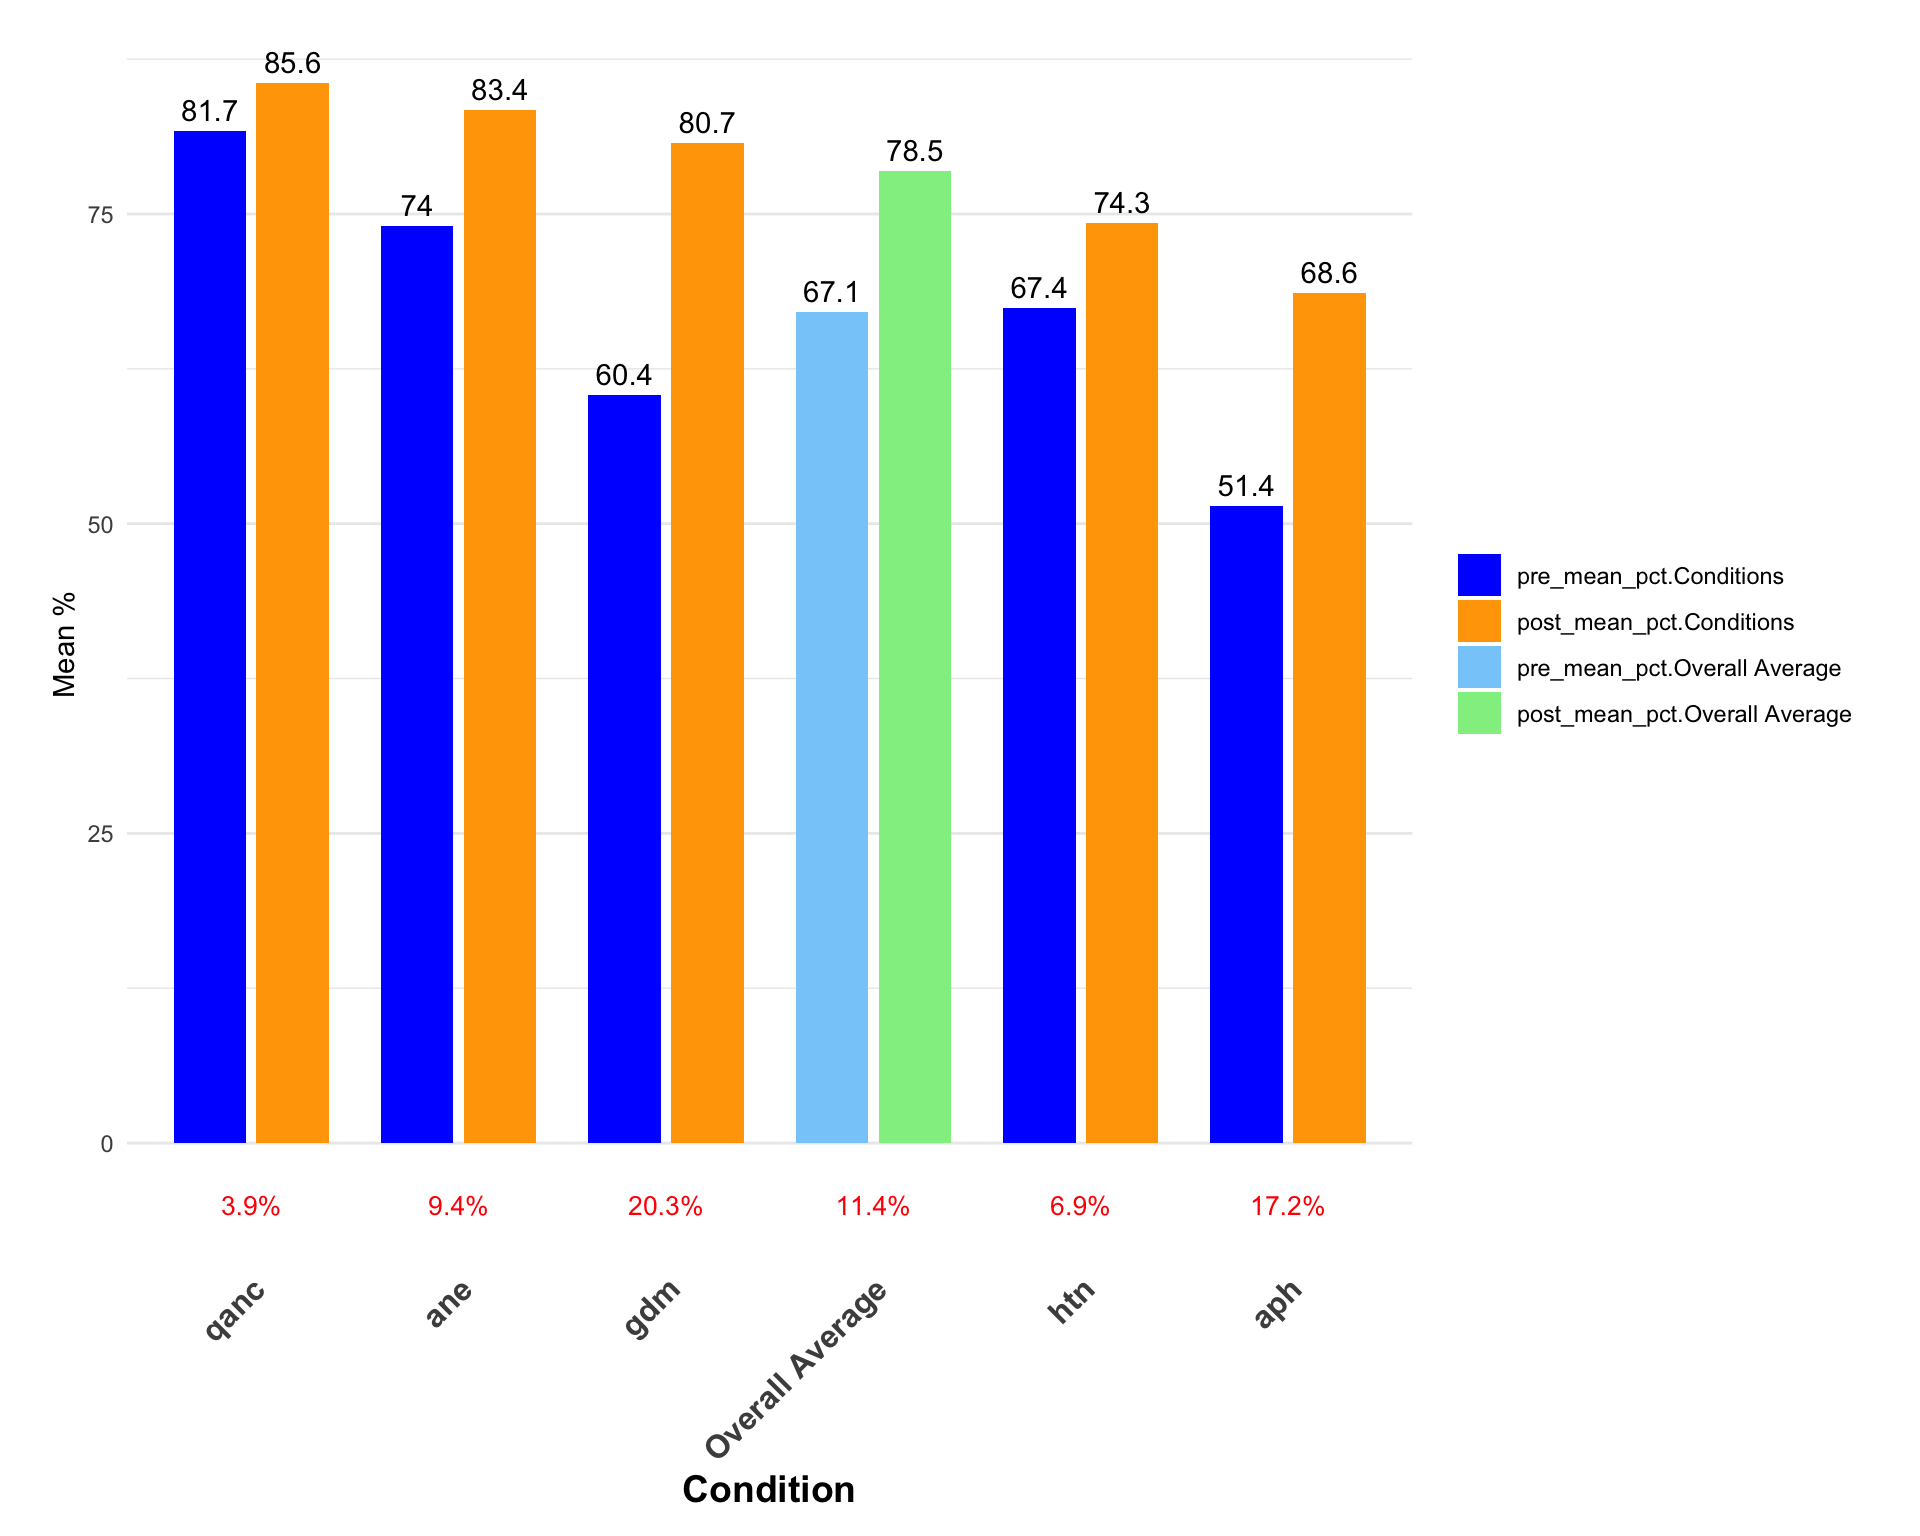 85.6
83.4
81.7
80.7
78.5
75
74
74.3
68.6
67.1
67.4
60.4
50
51.4
25
0
Mean %
pre_mean_pct.Conditions
post_mean_pct.Conditions
pre_mean_pct.Overall Average
post_mean_pct.Overall Average
3.9% 9.4% 20.3% 11.4% 6.9% 17.2%
qanc
ane
gdm
Overall Average
htn
aph
Condition